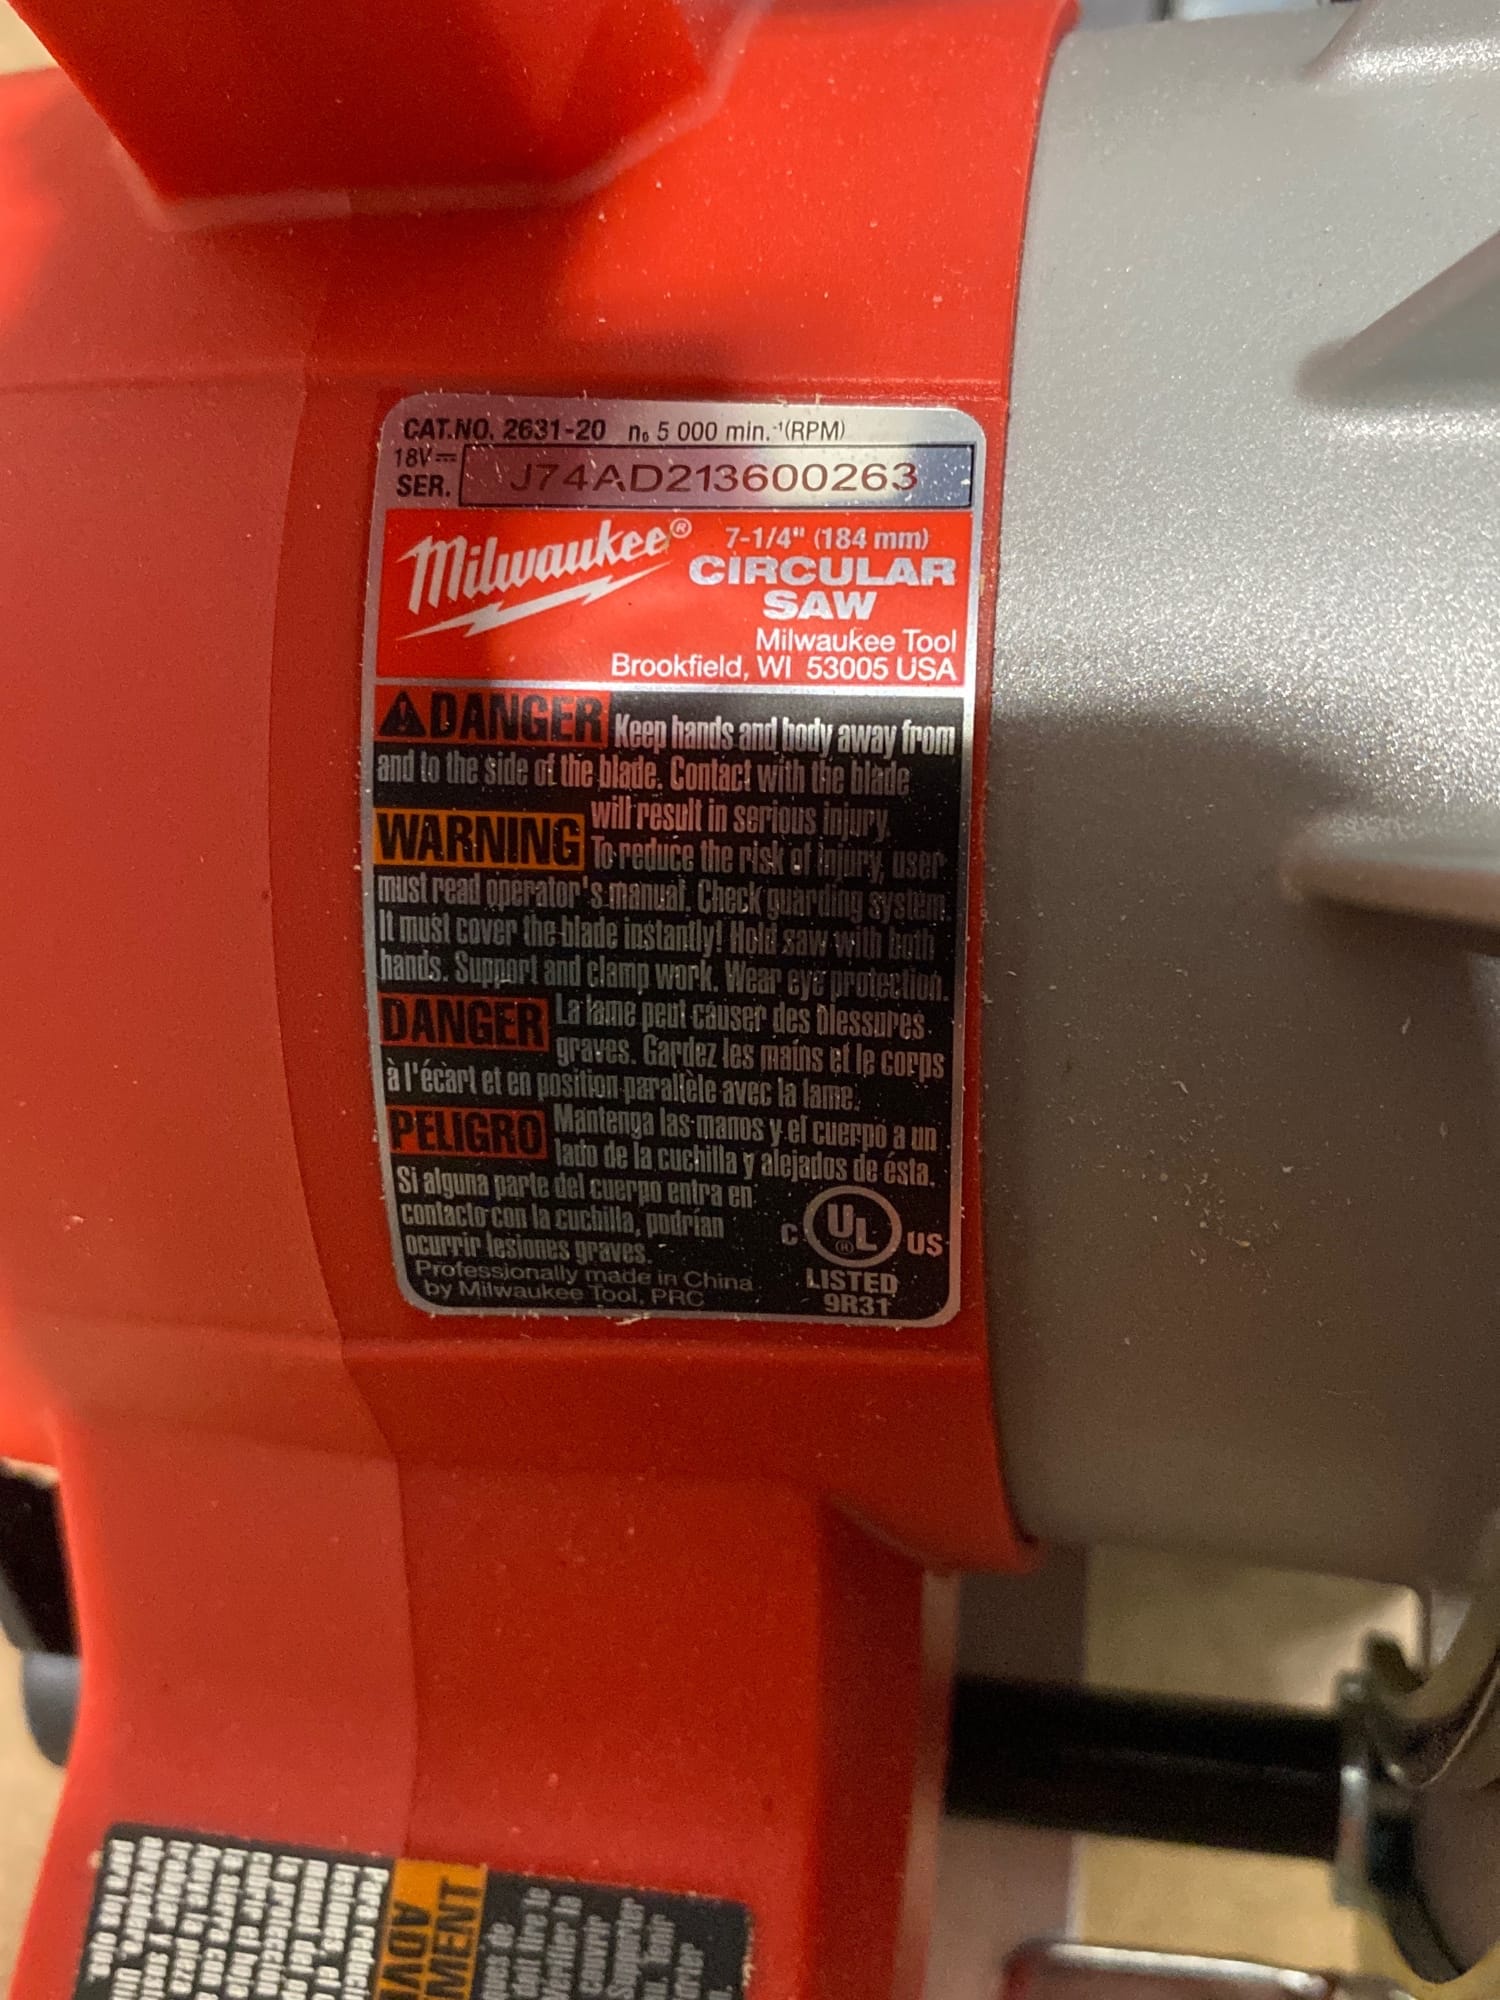 CAT.NO. 2631-20 n₀ 5 000 min.⁻¹(RPM)
18V⎓
SER. J74AD213600263
Milwaukee®
7-1/4" (184 mm)
CIRCULAR
SAW
Milwaukee Tool
Brookfield, WI 53005 USA
⚠DANGER Keep hands and body away from
and to the side of the blade. Contact with the blade
will result in serious injury.
WARNING To reduce the risk of injury, user
must read operator's manual. Check guarding system.
It must cover the blade instantly! Hold saw with both
hands. Support and clamp work. Wear eye protection.
DANGER La lame peut causer des blessures
graves. Gardez les mains et le corps
à l'écart et en position parallèle avec la lame.
PELIGRO Mantenga las manos y el cuerpo a un
lado de la cuchilla y alejados de ésta.
Si alguna parte del cuerpo entra en
contacto con la cuchilla, podrían
ocurrir lesiones graves.
Professionally made in China
by Milwaukee Tool, PRC
C UL® US
LISTED
9R31